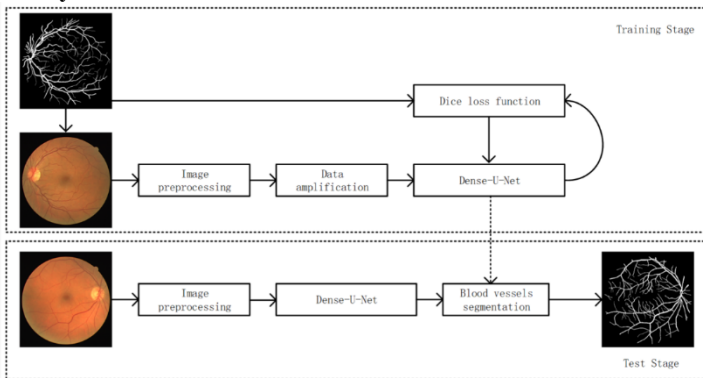 Training Stage
Dice loss function
Image
preprocessing
Data
amplification
Dense-U-Net
Image
preprocessing
Dense-U-Net
Blood vessels
segmentation
Test Stage